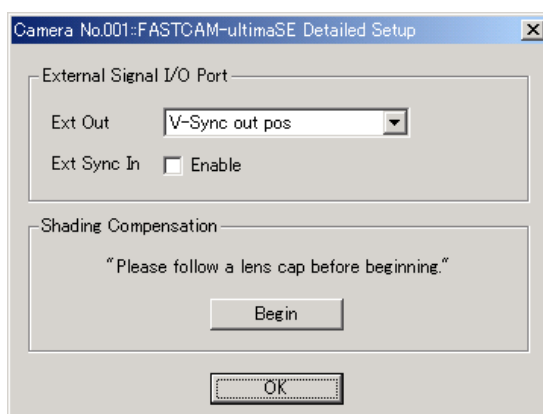 Camera No.001::FASTCAM-ultimaSE Detailed Setup
External Signal I/O Port
Ext Out V-Sync out pos
Ext Sync In Enable
Shading Compensation
"Please follow a lens cap before beginning."
Begin
OK